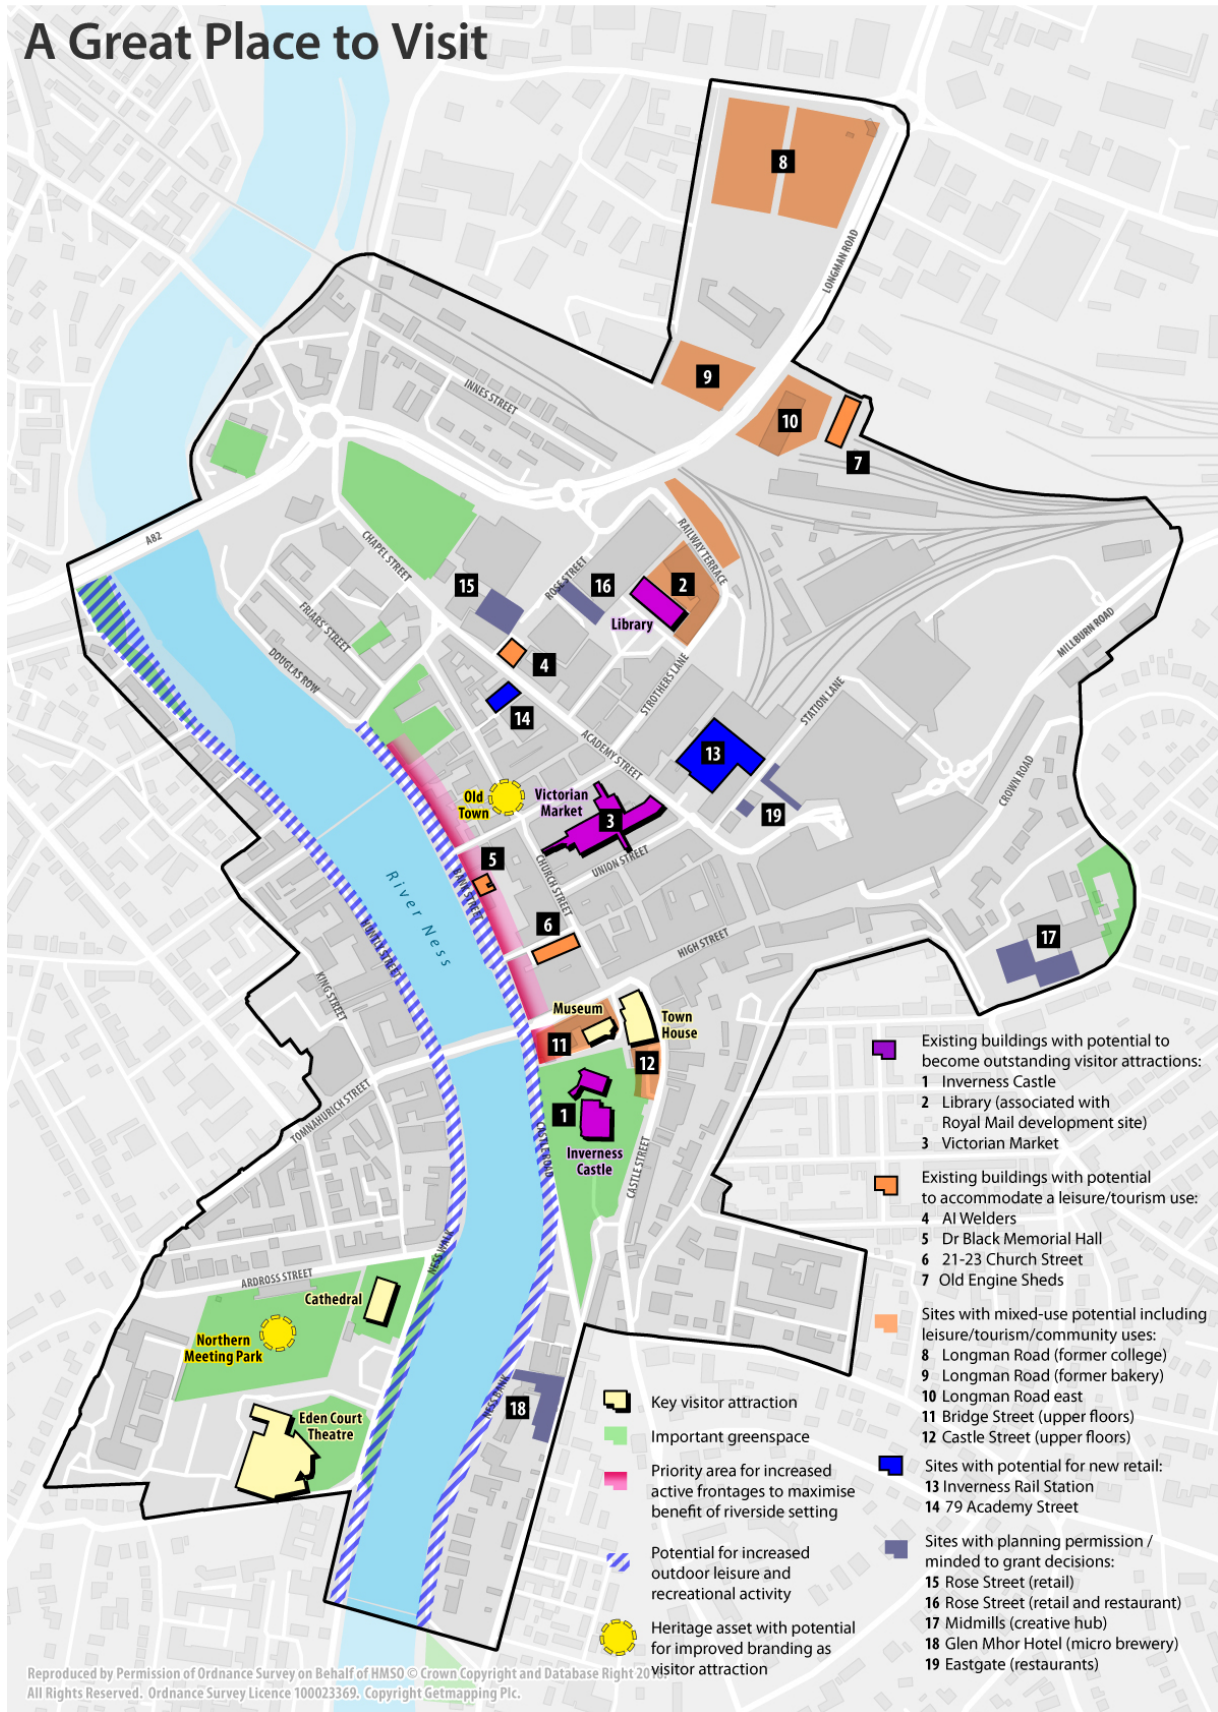 A Great Place to Visit
8
LONGMAN ROAD
9
INNES STREET
10
7
A82
CHAPEL STREET
RAILWAY TERRACE
15
ROSE STREET
16
2
Library
FRIARS' STREET
MILLBURN ROAD
4
DOUGLAS ROW
STROTHERS LANE
STATION LANE
14
ACADEMY STREET
13
CROWN ROAD
Old
Town
Victorian
Market
3
19
5
UNION STREET
BANK STREET
CHURCH STREET
River Ness
6
HIGH STREET
17
HUNTLY STREET
KING STREET
Museum
Town
House
11
12
1
TOMNAHURICH STREET
CASTLE ROAD
Inverness
Castle
CASTLE STREET
NESS WALK
ARDROSS STREET
Cathedral
Northern
Meeting Park
Eden Court
Theatre
NESS BANK
18
Key visitor attraction
Important greenspace
Priority area for increased
active frontages to maximise
benefit of riverside setting
Potential for increased
outdoor leisure and
recreational activity
Heritage asset with potential
for improved branding as
visitor attraction
Existing buildings with potential to
become outstanding visitor attractions:
1 Inverness Castle
2 Library (associated with
Royal Mail development site)
3 Victorian Market
Existing buildings with potential
to accommodate a leisure/tourism use:
4 AI Welders
5 Dr Black Memorial Hall
6 21-23 Church Street
7 Old Engine Sheds
Sites with mixed-use potential including
leisure/tourism/community uses:
8 Longman Road (former college)
9 Longman Road (former bakery)
10 Longman Road east
11 Bridge Street (upper floors)
12 Castle Street (upper floors)
Sites with potential for new retail:
13 Inverness Rail Station
14 79 Academy Street
Sites with planning permission /
minded to grant decisions:
15 Rose Street (retail)
16 Rose Street (retail and restaurant)
17 Midmills (creative hub)
18 Glen Mhor Hotel (micro brewery)
19 Eastgate (restaurants)
Reproduced by Permission of Ordnance Survey on Behalf of HMSO © Crown Copyright and Database Right
All Rights Reserved. Ordnance Survey Licence 100023369. Copyright Getmapping Plc.